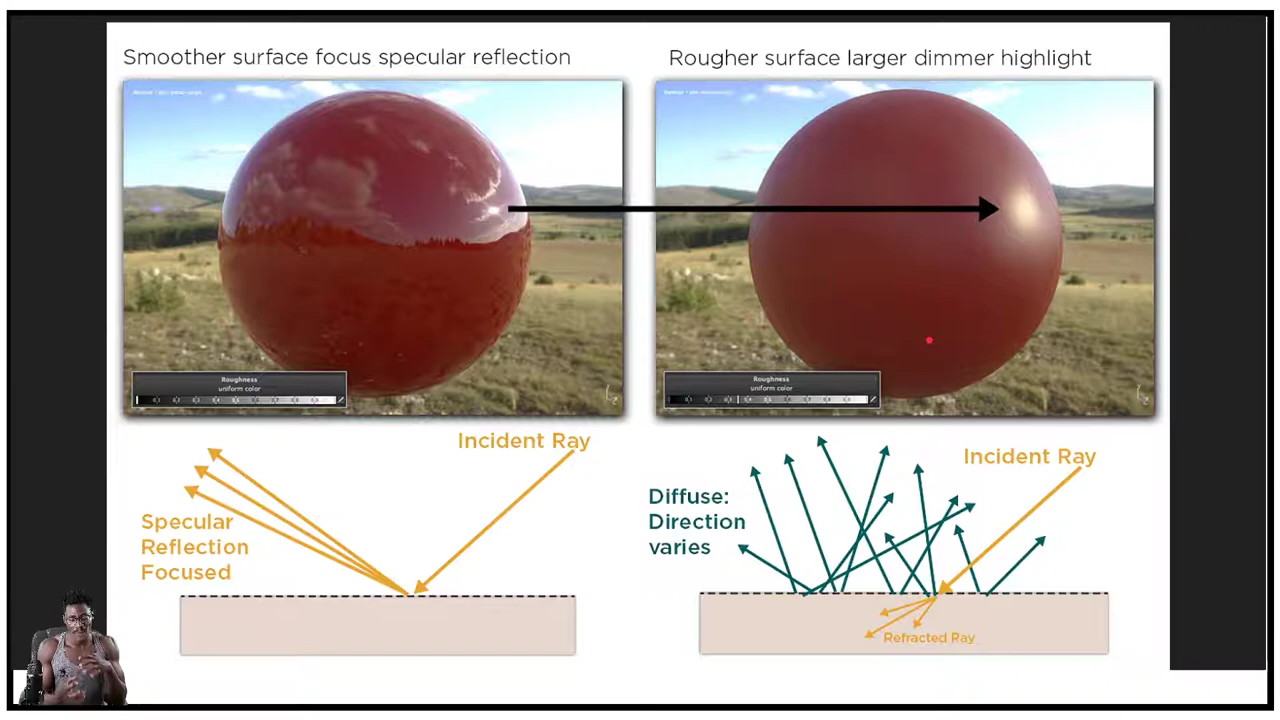 Smoother surface focus specular reflection
Rougher surface larger dimmer highlight
Roughness
uniform color
Roughness
uniform color
Incident Ray
Specular
Reflection
Focused
Incident Ray
Diffuse:
Direction
varies
Refracted Ray